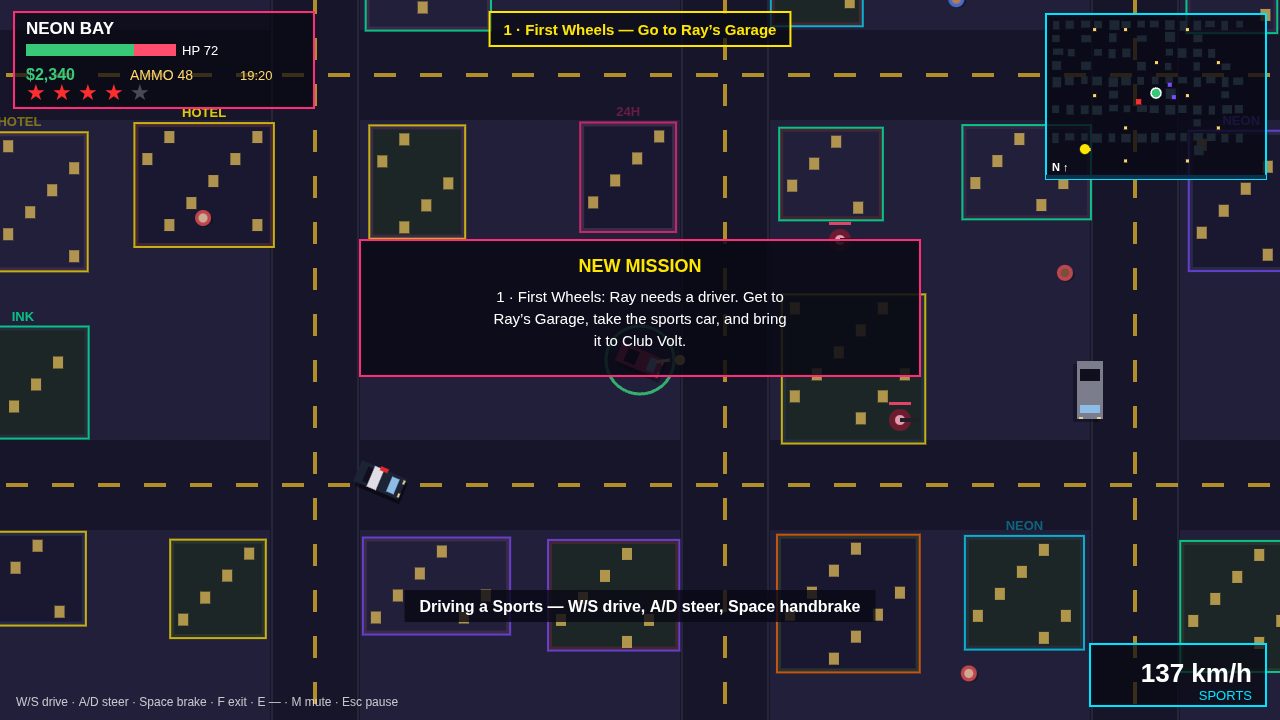 NEON BAY
HP 72
$2,340
AMMO 48
19:20
1 · First Wheels — Go to Ray’s Garage
N ↑
HOTEL
HOTEL
24H
NEON
NEW MISSION
1 · First Wheels: Ray needs a driver. Get to
Ray’s Garage, take the sports car, and bring
it to Club Volt.
INK
NEON
Driving a Sports — W/S drive, A/D steer, Space handbrake
137 km/h
SPORTS
W/S drive · A/D steer · Space brake · F exit · E — · M mute · Esc pause